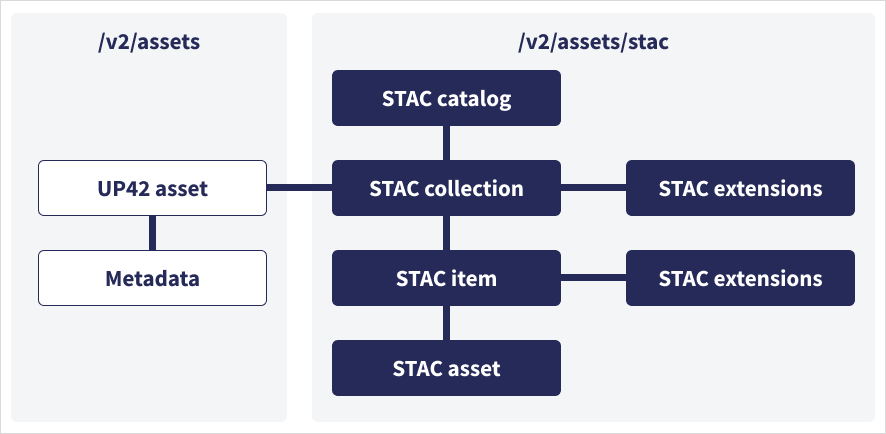 /v2/assets
/v2/assets/stac
STAC catalog
UP42 asset
STAC collection
STAC extensions
Metadata
STAC item
STAC extensions
STAC asset